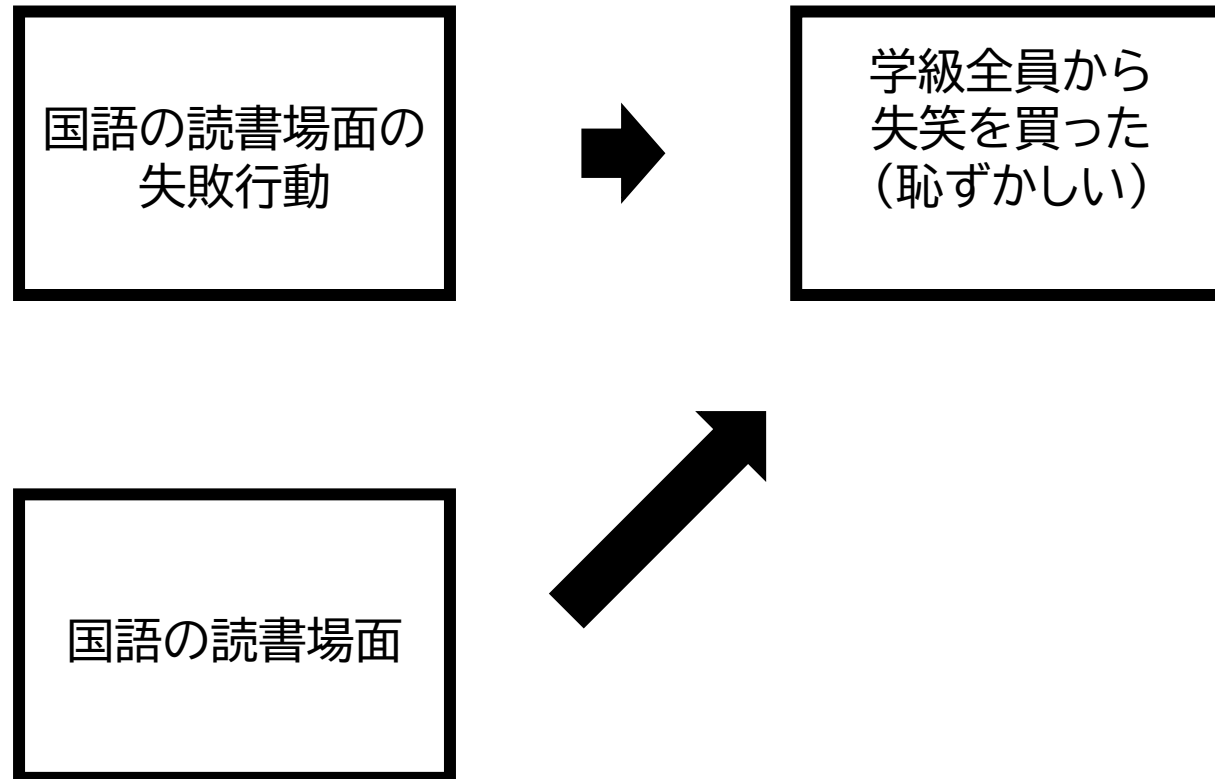 国語の読書場面の
失敗行動
学級全員から
失笑を買った
（恥ずかしい）
国語の読書場面